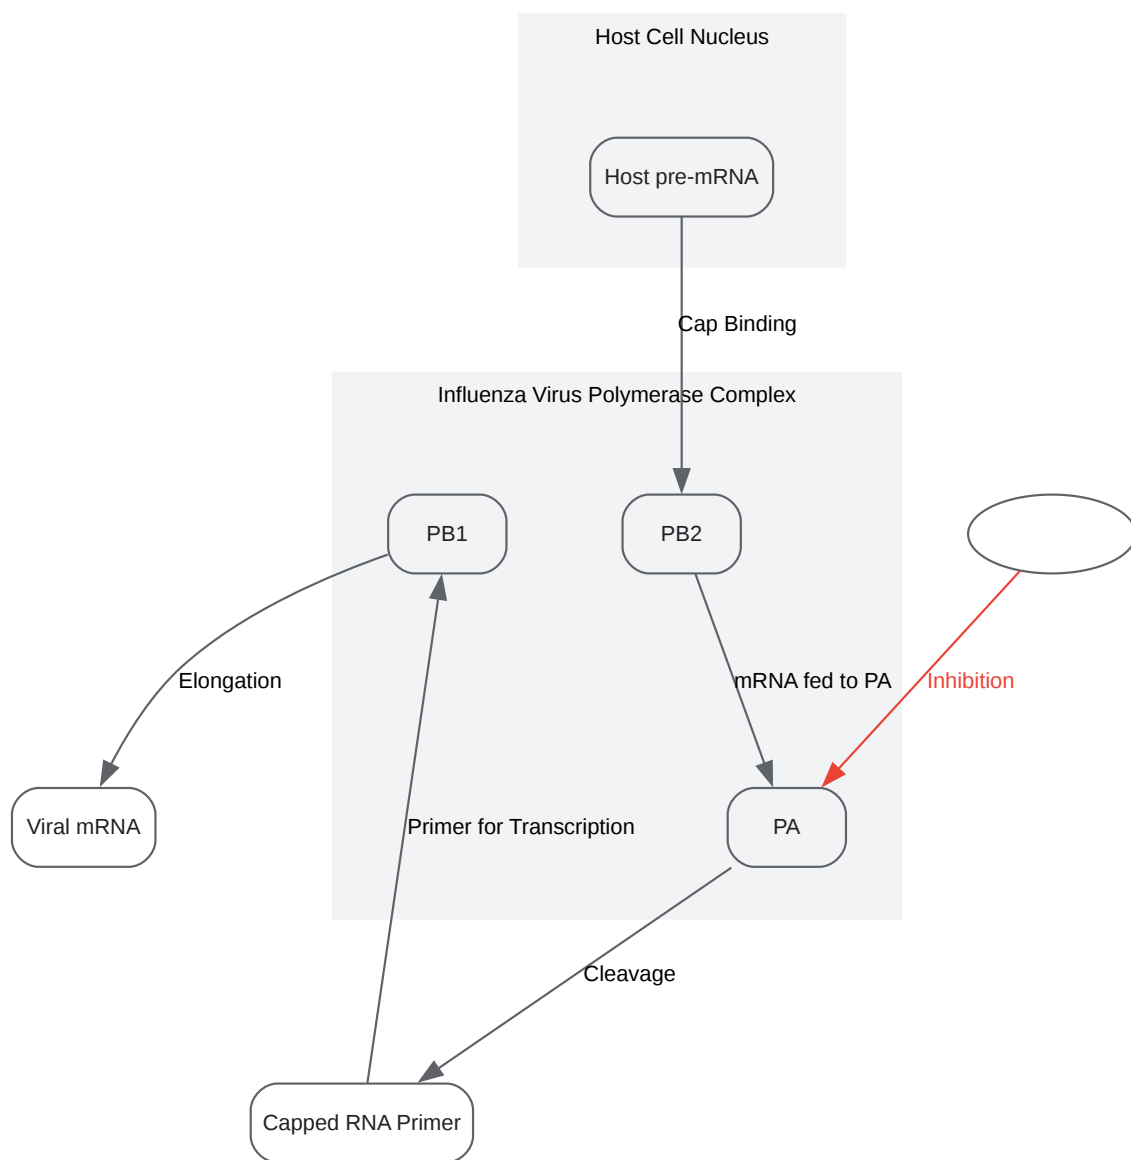 Host Cell Nucleus
Host pre-mRNA
Cap Binding
Influenza Virus Polymerase Complex
PB1
PB2
Elongation
mRNA fed to PA
Inhibition
Viral mRNA
Primer for Transcription
PA
Cleavage
Capped RNA Primer